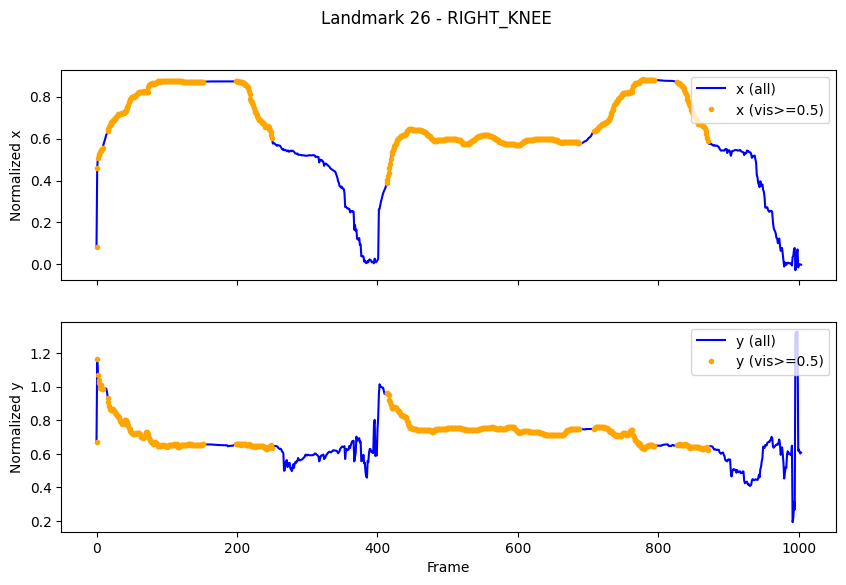 Landmark 26 - RIGHT_KNEE
Normalized x
0.8
0.6
0.4
0.2
0.0
x (all)
x (vis>=0.5)
Normalized y
1.2
1.0
0.8
0.6
0.4
0.2
y (all)
y (vis>=0.5)
0
200
400
600
800
1000
Frame